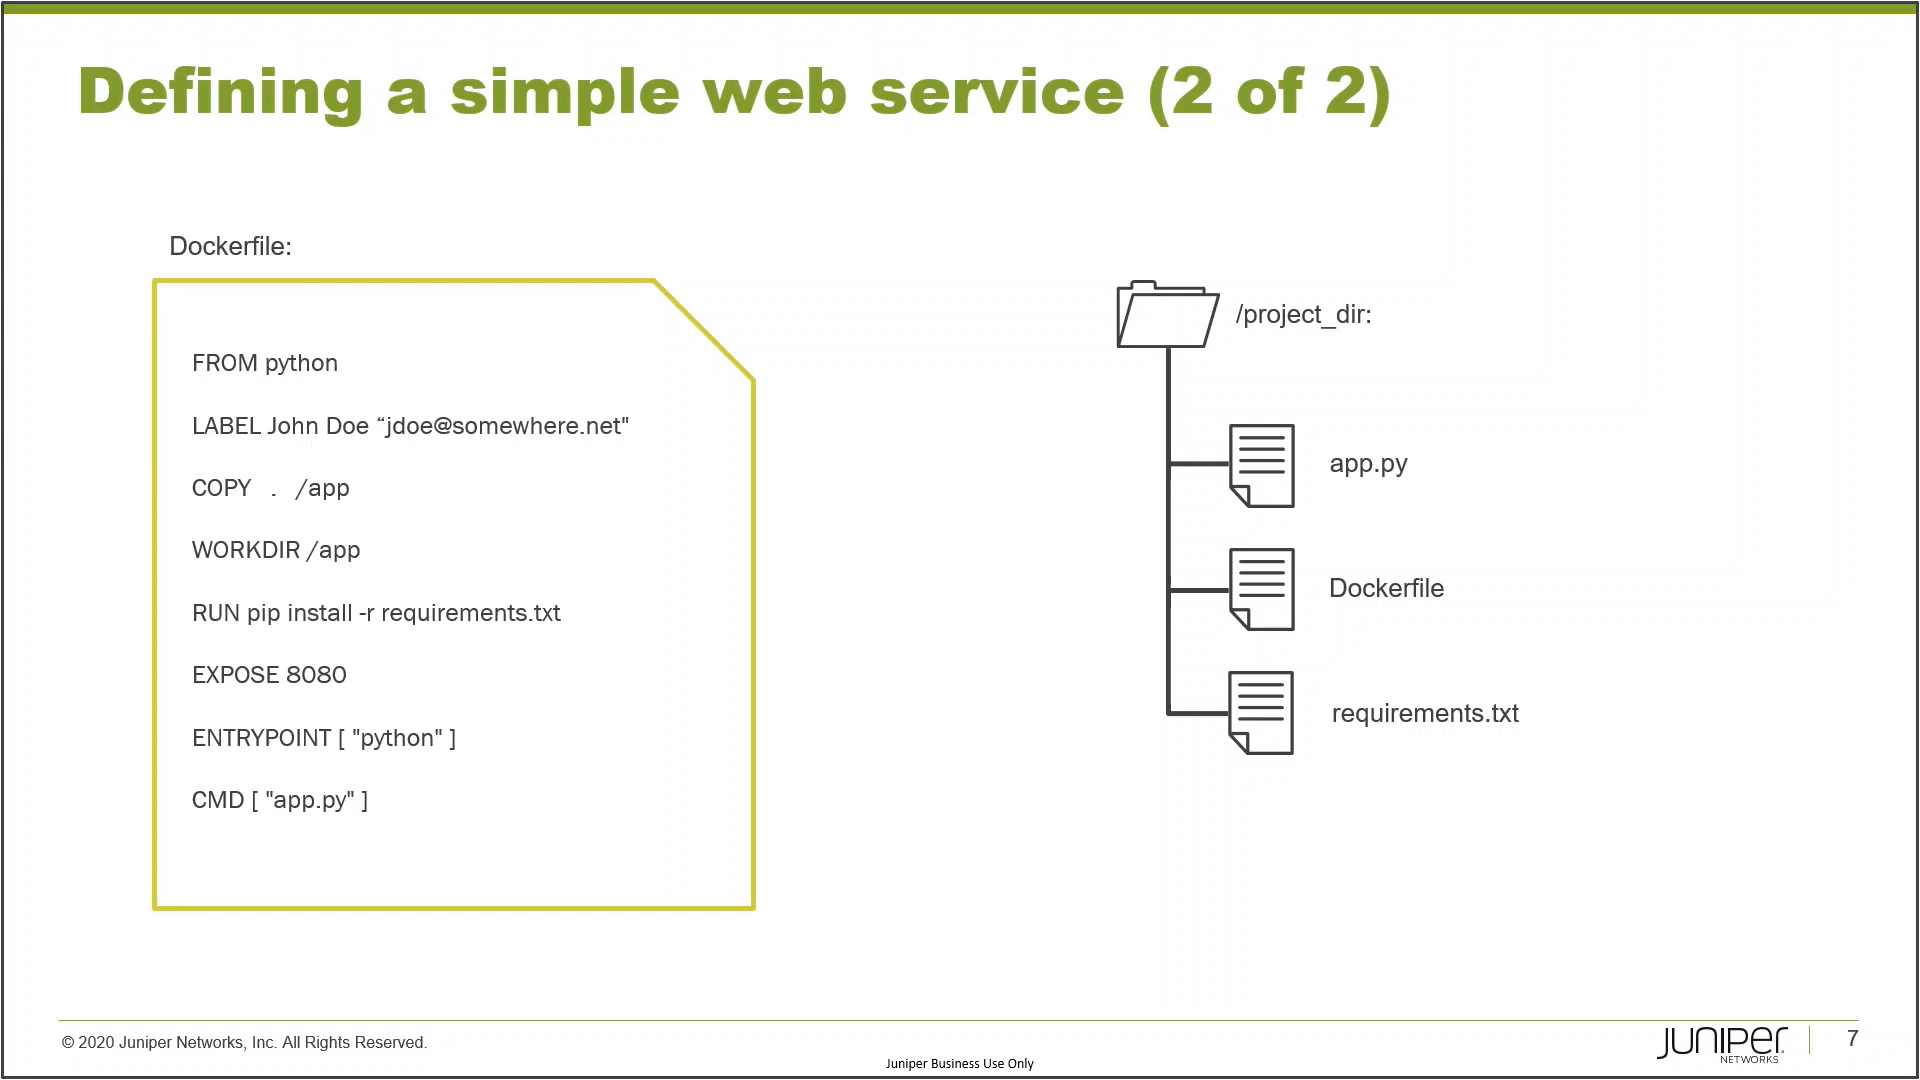 Defining a simple web service (2 of 2)
Dockerfile:
FROM python
LABEL John Doe “jdoe@somewhere.net"
COPY . /app
WORKDIR /app
RUN pip install -r requirements.txt
EXPOSE 8080
ENTRYPOINT [ "python" ]
CMD [ "app.py" ]
/project_dir:
app.py
Dockerfile
requirements.txt
© 2020 Juniper Networks, Inc. All Rights Reserved.
Juniper Business Use Only
JUNIPER
NETWORKS
7